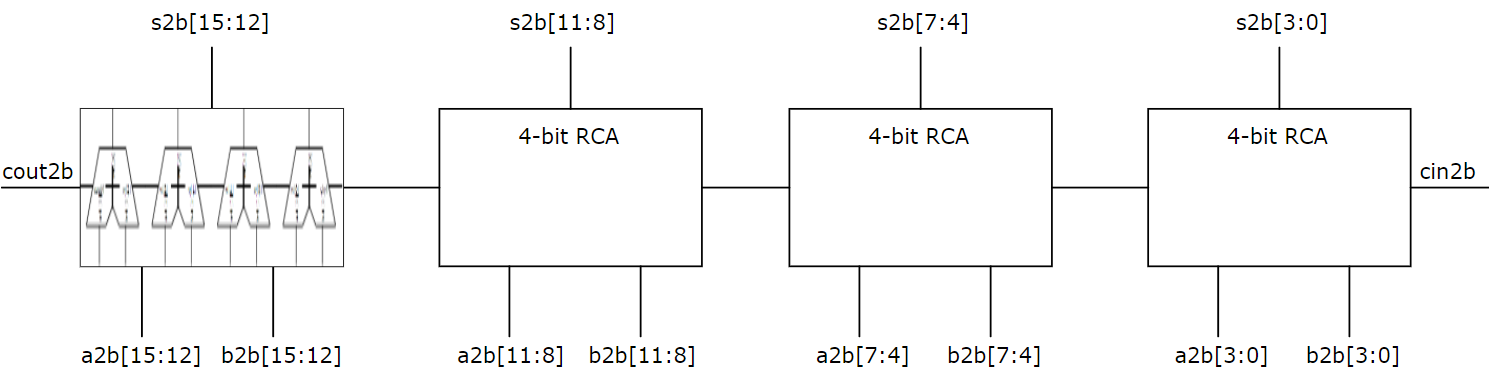 s2b[15:12]
s2b[11:8]
s2b[7:4]
s2b[3:0]
4-bit RCA
4-bit RCA
4-bit RCA
cout2b
cin2b
a2b[15:12]
b2b[15:12]
a2b[11:8]
b2b[11:8]
a2b[7:4]
b2b[7:4]
a2b[3:0]
b2b[3:0]